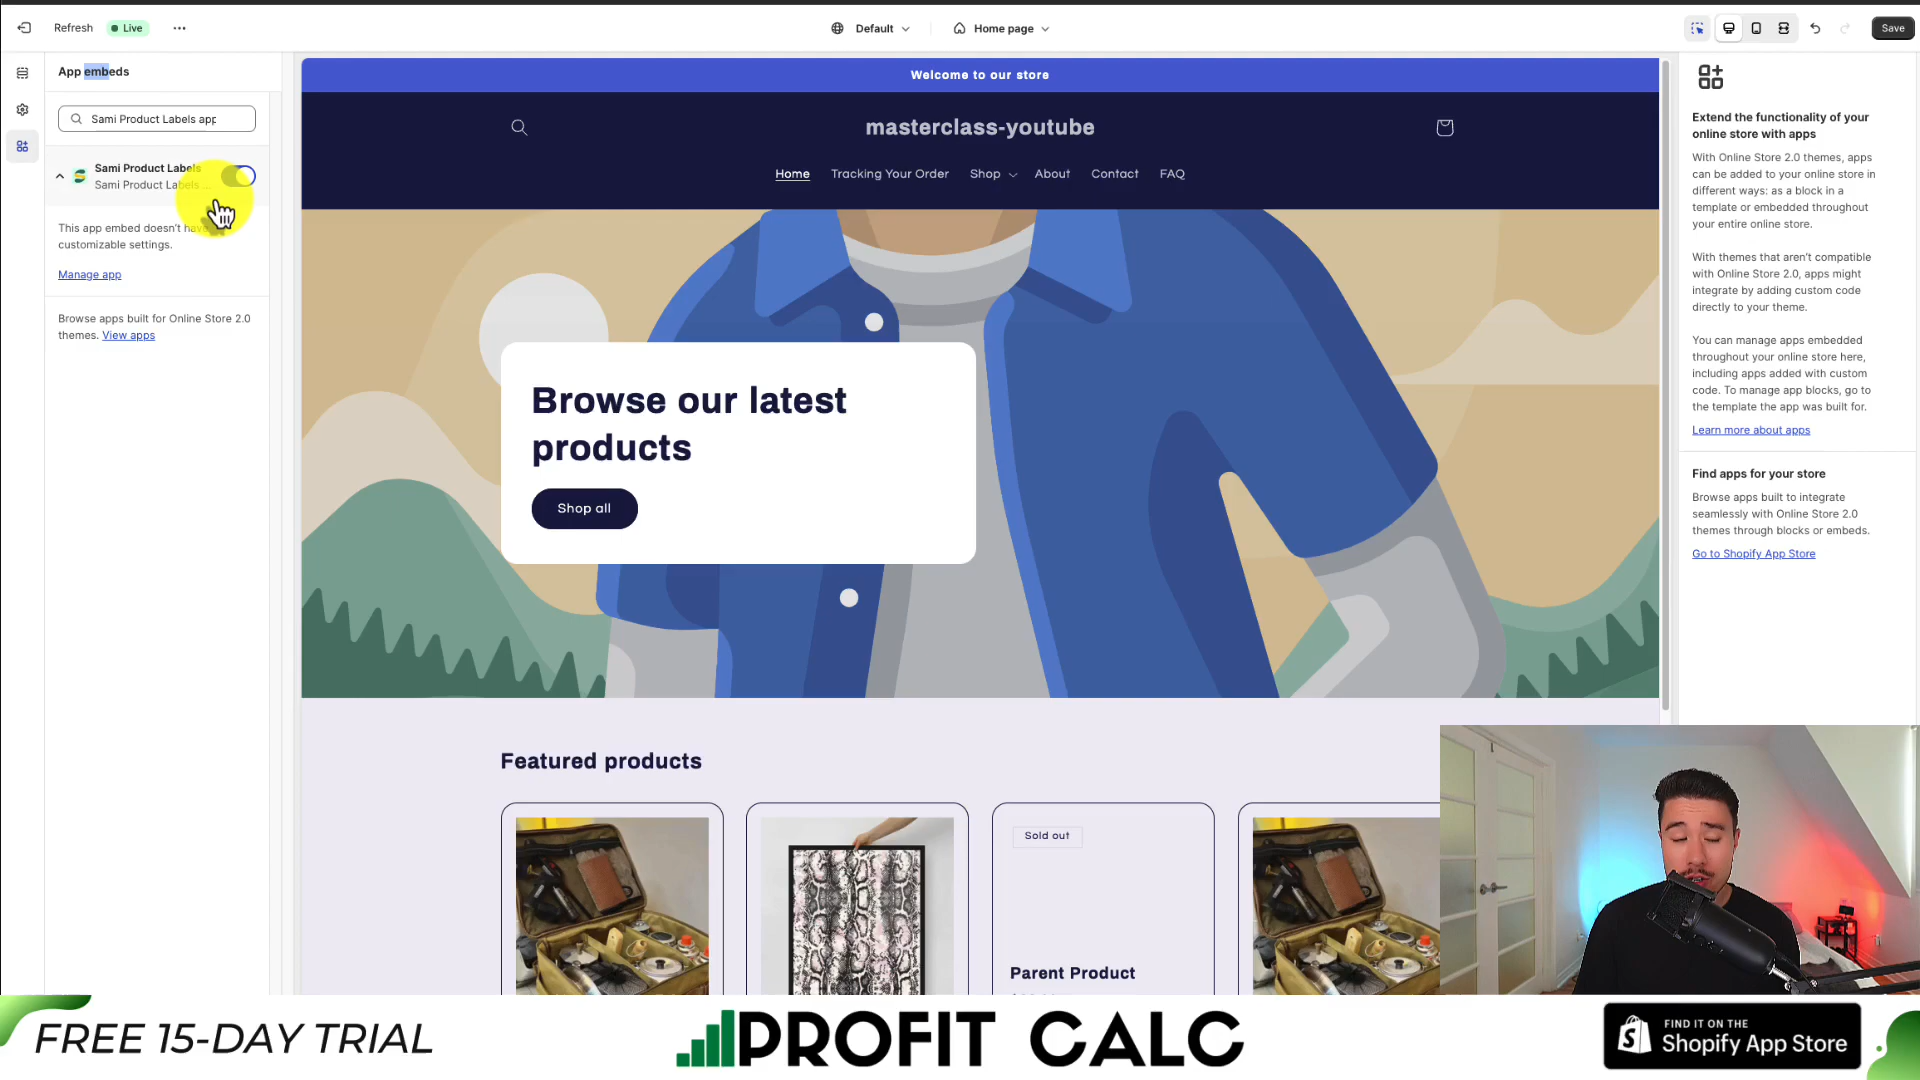 Refresh
Live
Default
Home page
Save
App embeds
Sami Product Labels app
Sami Product Labels
Sami Product Labels ...
This app embed doesn't have
customizable settings.
Manage app
Browse apps built for Online Store 2.0
themes. View apps
Welcome to our store
masterclass-youtube
Home
Tracking Your Order
Shop
About
Contact
FAQ
Browse our latest
products
Shop all
Featured products
Sold out
Parent Product
Extend the functionality of your
online store with apps
With Online Store 2.0 themes, apps
can be added to your online store in
different ways: as a block in a
template or embedded throughout
your entire online store.
With themes that aren't compatible
with Online Store 2.0, apps might
integrate by adding custom code
directly to your theme.
You can manage apps embedded
throughout your online store here,
including apps added with custom
code. To manage app blocks, go to
the template the app was built for.
Learn more about apps
Find apps for your store
Browse apps built to integrate
seamlessly with Online Store 2.0
themes through blocks or embeds.
Go to Shopify App Store
FREE 15-DAY TRIAL
PROFIT CALC
FIND IT ON THE
Shopify App Store